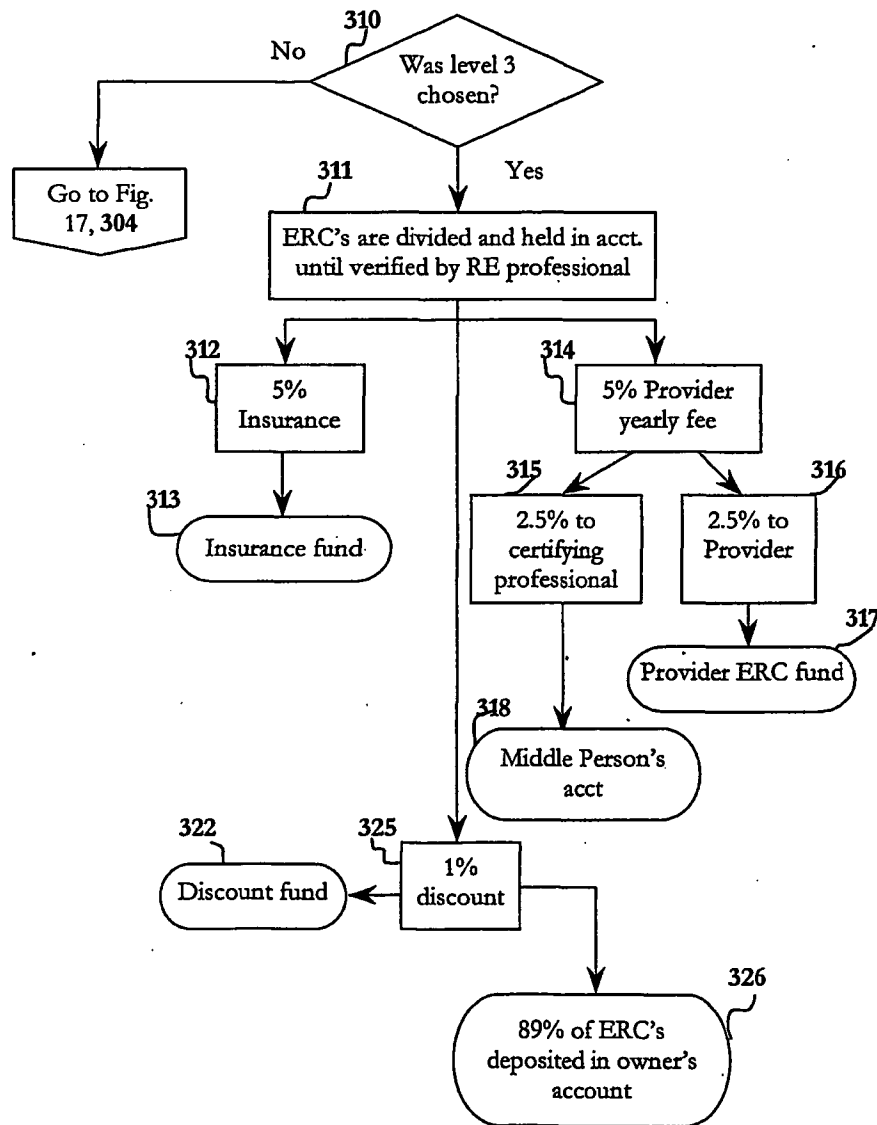 310
No
Was level 3
chosen?
311
Yes
Go to Fig.
17, 304
ERC's are divided and held in acct.
until verified by RE professional
312
314
5%
Insurance
5% Provider
yearly fee
315
316
313
2.5% to
certifying
professional
2.5% to
Provider
Insurance fund
317
Provider ERC fund
318
Middle Person's
acct
322
325
1%
discount
Discount fund
326
89% of ERC's
deposited in owner's
account